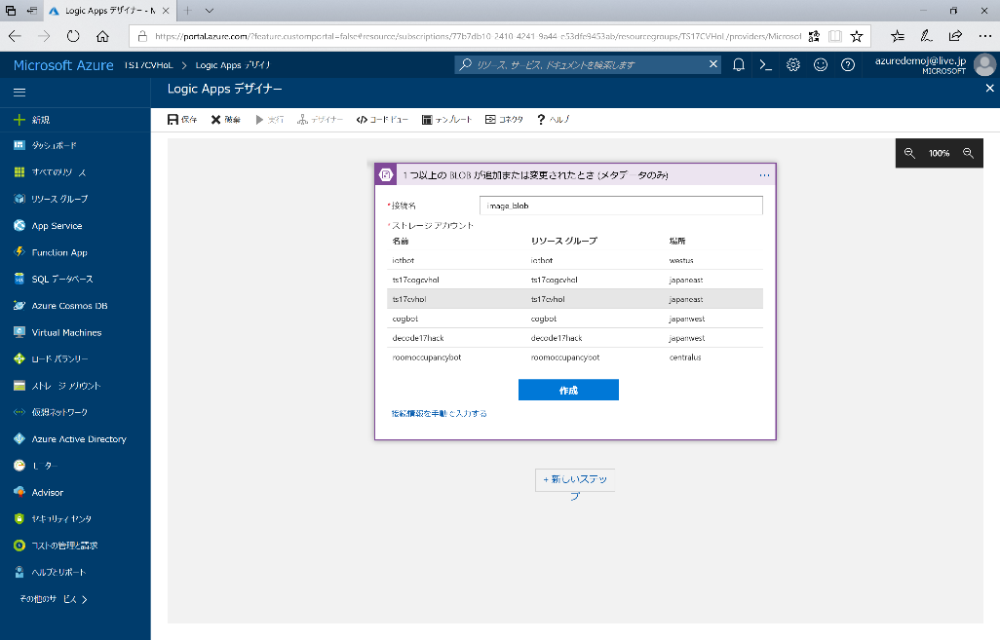 Logic Apps デザイナー - M
https://portal.azure.com/?feature.customportal=false#resource/subscriptions/77b7db10-2410-4241-9a44-e53dfe9453ab/resourcegroups/TS17CVHoL/providers/Microsof
Microsoft Azure TS17CVHoL > Logic Apps デザイナ
リソース、サービス、ドキュメントを検索します
azuredemoj@live.jp
MICROSOFT
Logic Apps デザイナー
保存 破棄 実行 デザイナー コード ビュー テンプレート コネクタ ヘルプ
新規
ダッシュボード
すべてのリソース
リソース グループ
App Service
Function App
SQL データベース
Azure Cosmos DB
Virtual Machines
ロード バランサー
ストレージ アカウント
仮想ネットワーク
Azure Active Directory
モニター
Advisor
セキュリティ センター
コストの管理と請求
ヘルプとサポート
その他のサービス >
100%
1 つ以上の BLOB が追加または変更されたとき (メタデータのみ) ...
*接続名 image_blob
*ストレージ アカウント
名前 リソース グループ 場所
iotbot iotbot westus
ts17cogcvhol ts17cogcvhol japaneast
ts17cvhol ts17cvhol japaneast
cogbot cogbot japanwest
decode17hack decode17hack japanwest
roomoccupancybot roomoccupancybot centralus
作成
接続情報を手動で入力する
+ 新しいステッ
プ